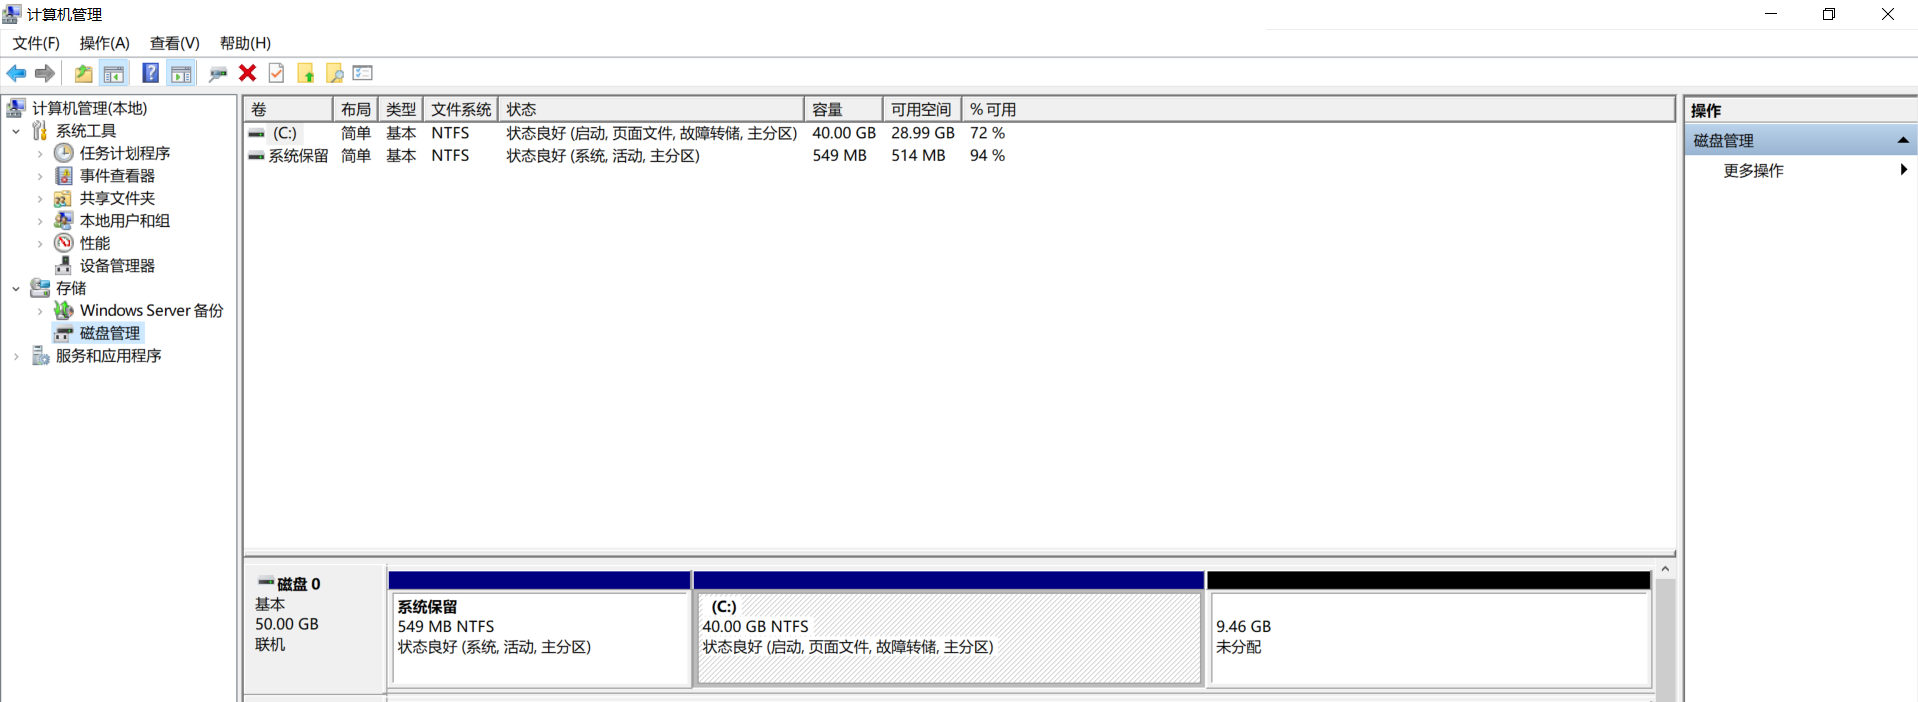 计算机管理
文件(F) 操作(A) 查看(V) 帮助(H)
计算机管理(本地)
系统工具
任务计划程序
事件查看器
共享文件夹
本地用户和组
性能
设备管理器
存储
Windows Server 备份
磁盘管理
服务和应用程序
卷 布局 类型 文件系统 状态 容量 可用空间 % 可用
(C:) 简单 基本 NTFS 状态良好 (启动, 页面文件, 故障转储, 主分区) 40.00 GB 28.99 GB 72 %
系统保留 简单 基本 NTFS 状态良好 (系统, 活动, 主分区) 549 MB 514 MB 94 %
磁盘 0
基本
50.00 GB
联机
系统保留
549 MB NTFS
状态良好 (系统, 活动, 主分区)
(C:)
40.00 GB NTFS
状态良好 (启动, 页面文件, 故障转储, 主分区)
9.46 GB
未分配
操作
磁盘管理
更多操作